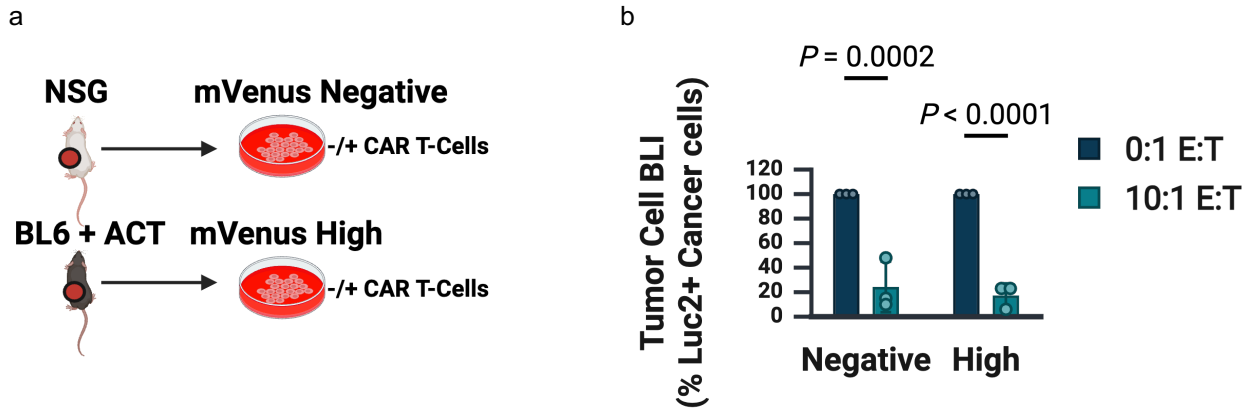 a
NSG
mVenus Negative
-/+ CAR T-Cells
BL6 + ACT
mVenus High
-/+ CAR T-Cells
b
P = 0.0002
P < 0.0001
Tumor Cell BLI
(% Luc2+ Cancer cells)
120
100
80
60
40
20
0
Negative
High
0:1 E:T
10:1 E:T